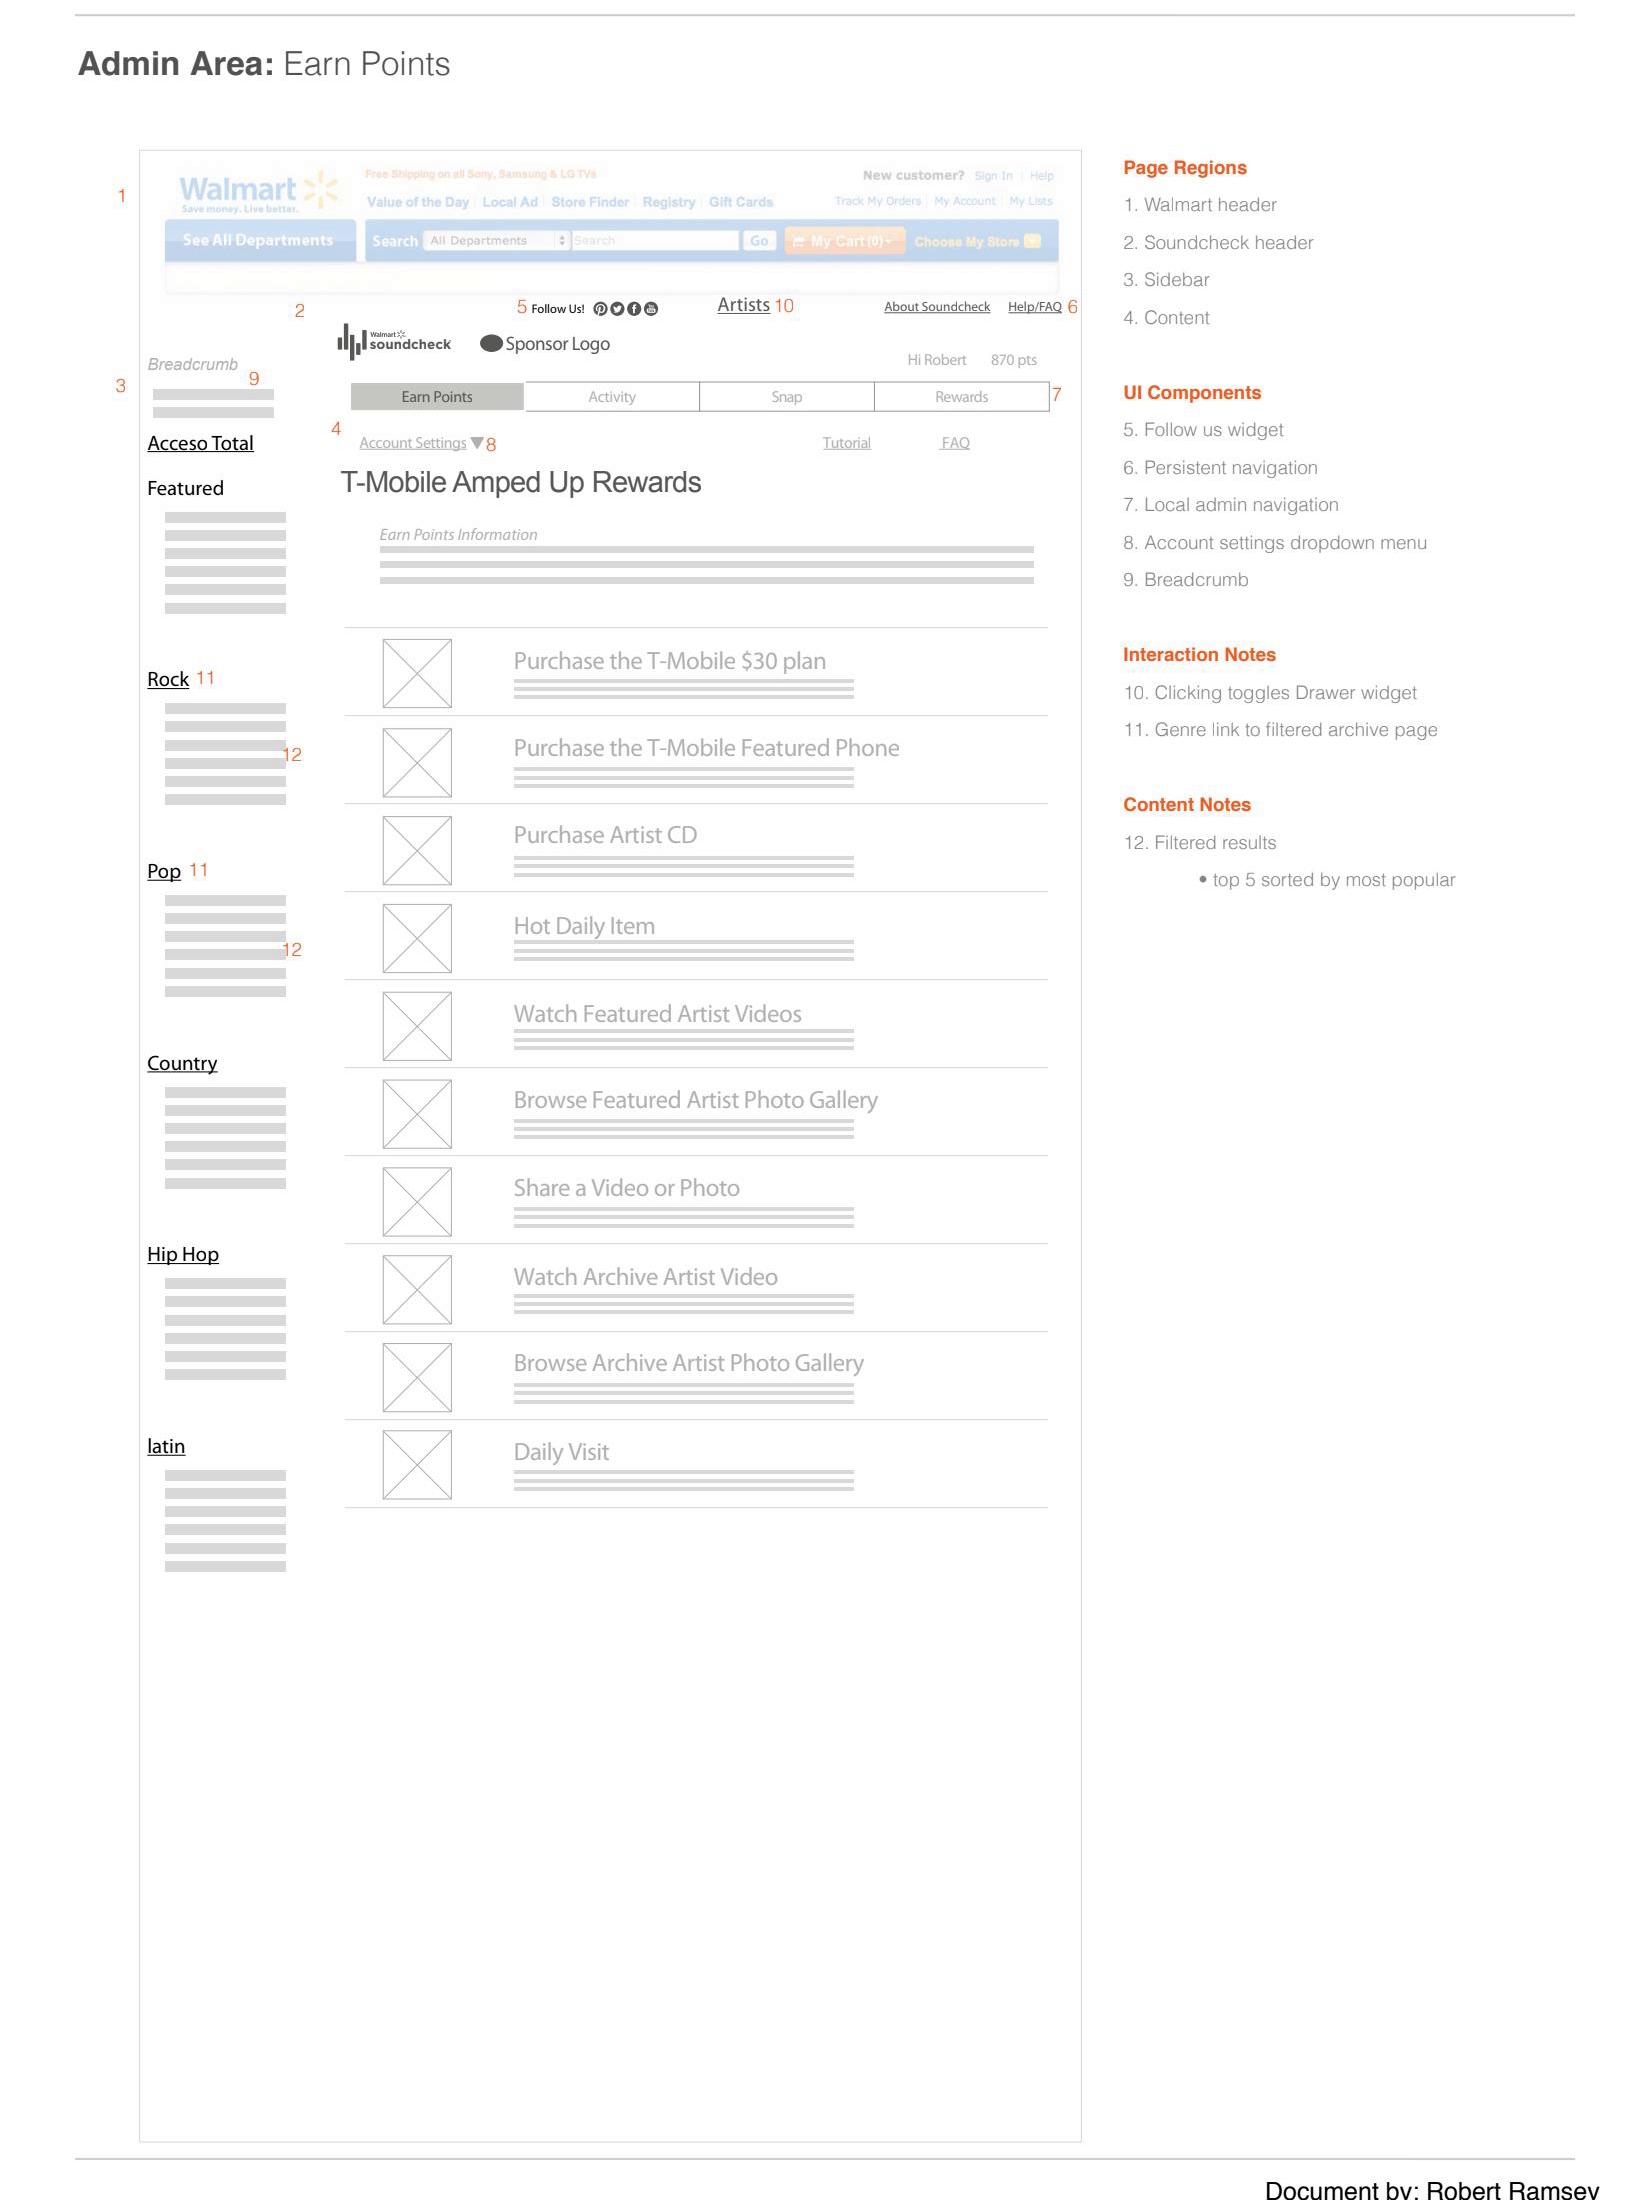 Admin Area: Earn Points
1
Walmart
Save money. Live better.
Free Shipping on all Sony, Samsung & LG TVs
New customer? Sign In Help
Value of the Day Local Ad Store Finder Registry Gift Cards
Track My Orders My Account My Lists
See All Departments
Search All Departments Search Go My Cart (0) Choose My Store
2
5 Follow Us!
Artists 10
About Soundcheck Help/FAQ 6
Walmart
soundcheck
Sponsor Logo
Hi Robert 870 pts
Breadcrumb
3
9
Earn Points Activity Snap Rewards 7
4
Account Settings 8 Tutorial FAQ
Acceso Total
Featured
Rock 11
12
Pop 11
12
Country
Hip Hop
latin
T-Mobile Amped Up Rewards
Earn Points Information
Purchase the T-Mobile $30 plan
Purchase the T-Mobile Featured Phone
Purchase Artist CD
Hot Daily Item
Watch Featured Artist Videos
Browse Featured Artist Photo Gallery
Share a Video or Photo
Watch Archive Artist Video
Browse Archive Artist Photo Gallery
Daily Visit
Page Regions
1. Walmart header
2. Soundcheck header
3. Sidebar
4. Content
UI Components
5. Follow us widget
6. Persistent navigation
7. Local admin navigation
8. Account settings dropdown menu
9. Breadcrumb
Interaction Notes
10. Clicking toggles Drawer widget
11. Genre link to filtered archive page
Content Notes
12. Filtered results
• top 5 sorted by most popular
Document by: Robert Ramsey